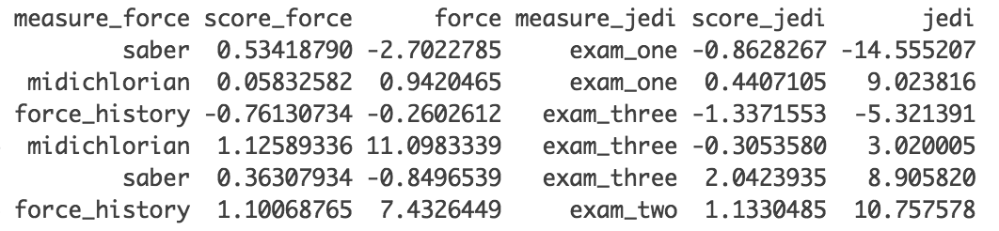 measure_force score_force force measure_jedi score_jedi jedi
saber 0.53418790 -2.7022785 exam_one -0.8628267 -14.555207
midichlorian 0.05832582 0.9420465 exam_one 0.4407105 9.023816
force_history -0.76130734 -0.2602612 exam_three -1.3371553 -5.321391
midichlorian 1.12589336 11.0983339 exam_three -0.3053580 3.020005
saber 0.36307934 -0.8496539 exam_three 2.0423935 8.905820
force_history 1.10068765 7.4326449 exam_two 1.1330485 10.757578